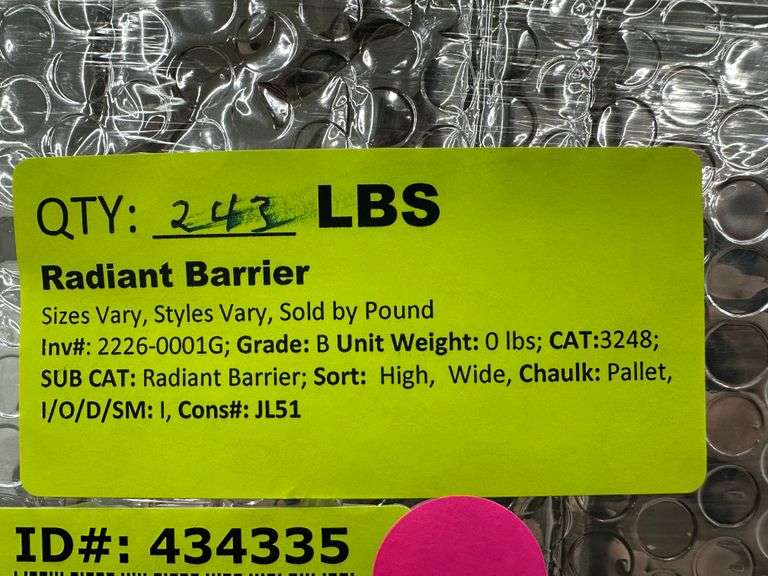 QTY: 243 LBS
Radiant Barrier
Sizes Vary, Styles Vary, Sold by Pound
Inv#: 2226-0001G; Grade: B Unit Weight: 0 lbs; CAT:3248;
SUB CAT: Radiant Barrier; Sort: High, Wide, Chaulk: Pallet,
I/O/D/SM: I, Cons#: JL51
ID#: 434335